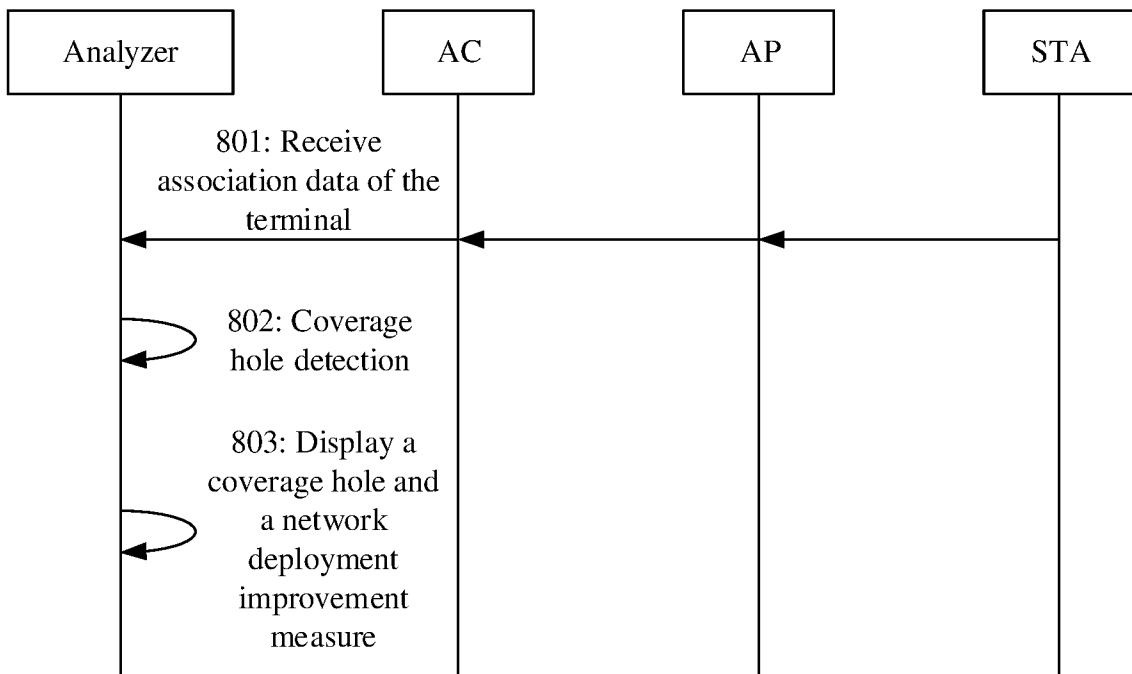 Analyzer
AC
AP
STA
801: Receive
association data of the
terminal
802: Coverage
hole detection
803: Display a
coverage hole and
a network
deployment
improvement
measure